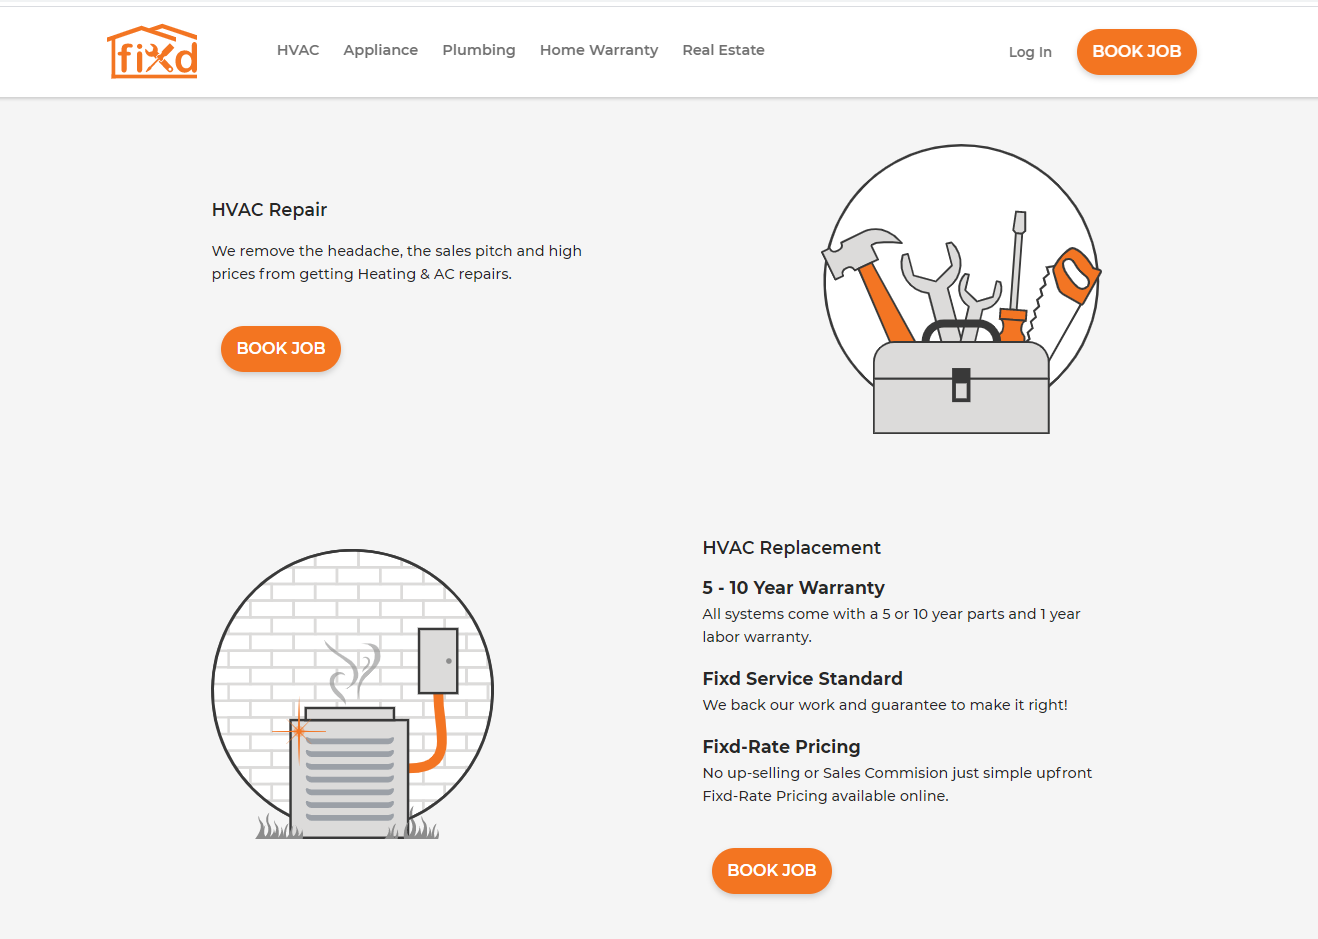 fixd
HVAC Appliance Plumbing Home Warranty Real Estate Log In BOOK JOB
HVAC Repair
We remove the headache, the sales pitch and high
prices from getting Heating & AC repairs.
BOOK JOB
HVAC Replacement
5 - 10 Year Warranty
All systems come with a 5 or 10 year parts and 1 year
labor warranty.
Fixd Service Standard
We back our work and guarantee to make it right!
Fixd-Rate Pricing
No up-selling or Sales Commision just simple upfront
Fixd-Rate Pricing available online.
BOOK JOB